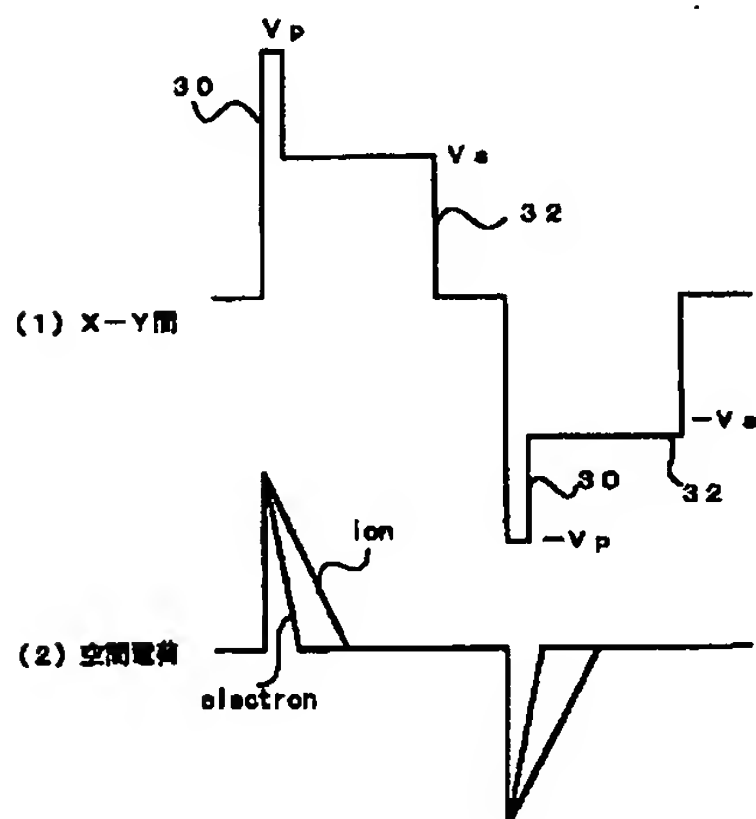 Vp
30
Vs
32
(1) X-Y間
-Vs
30
32
-Vp
ion
(2) 空間電荷
electron